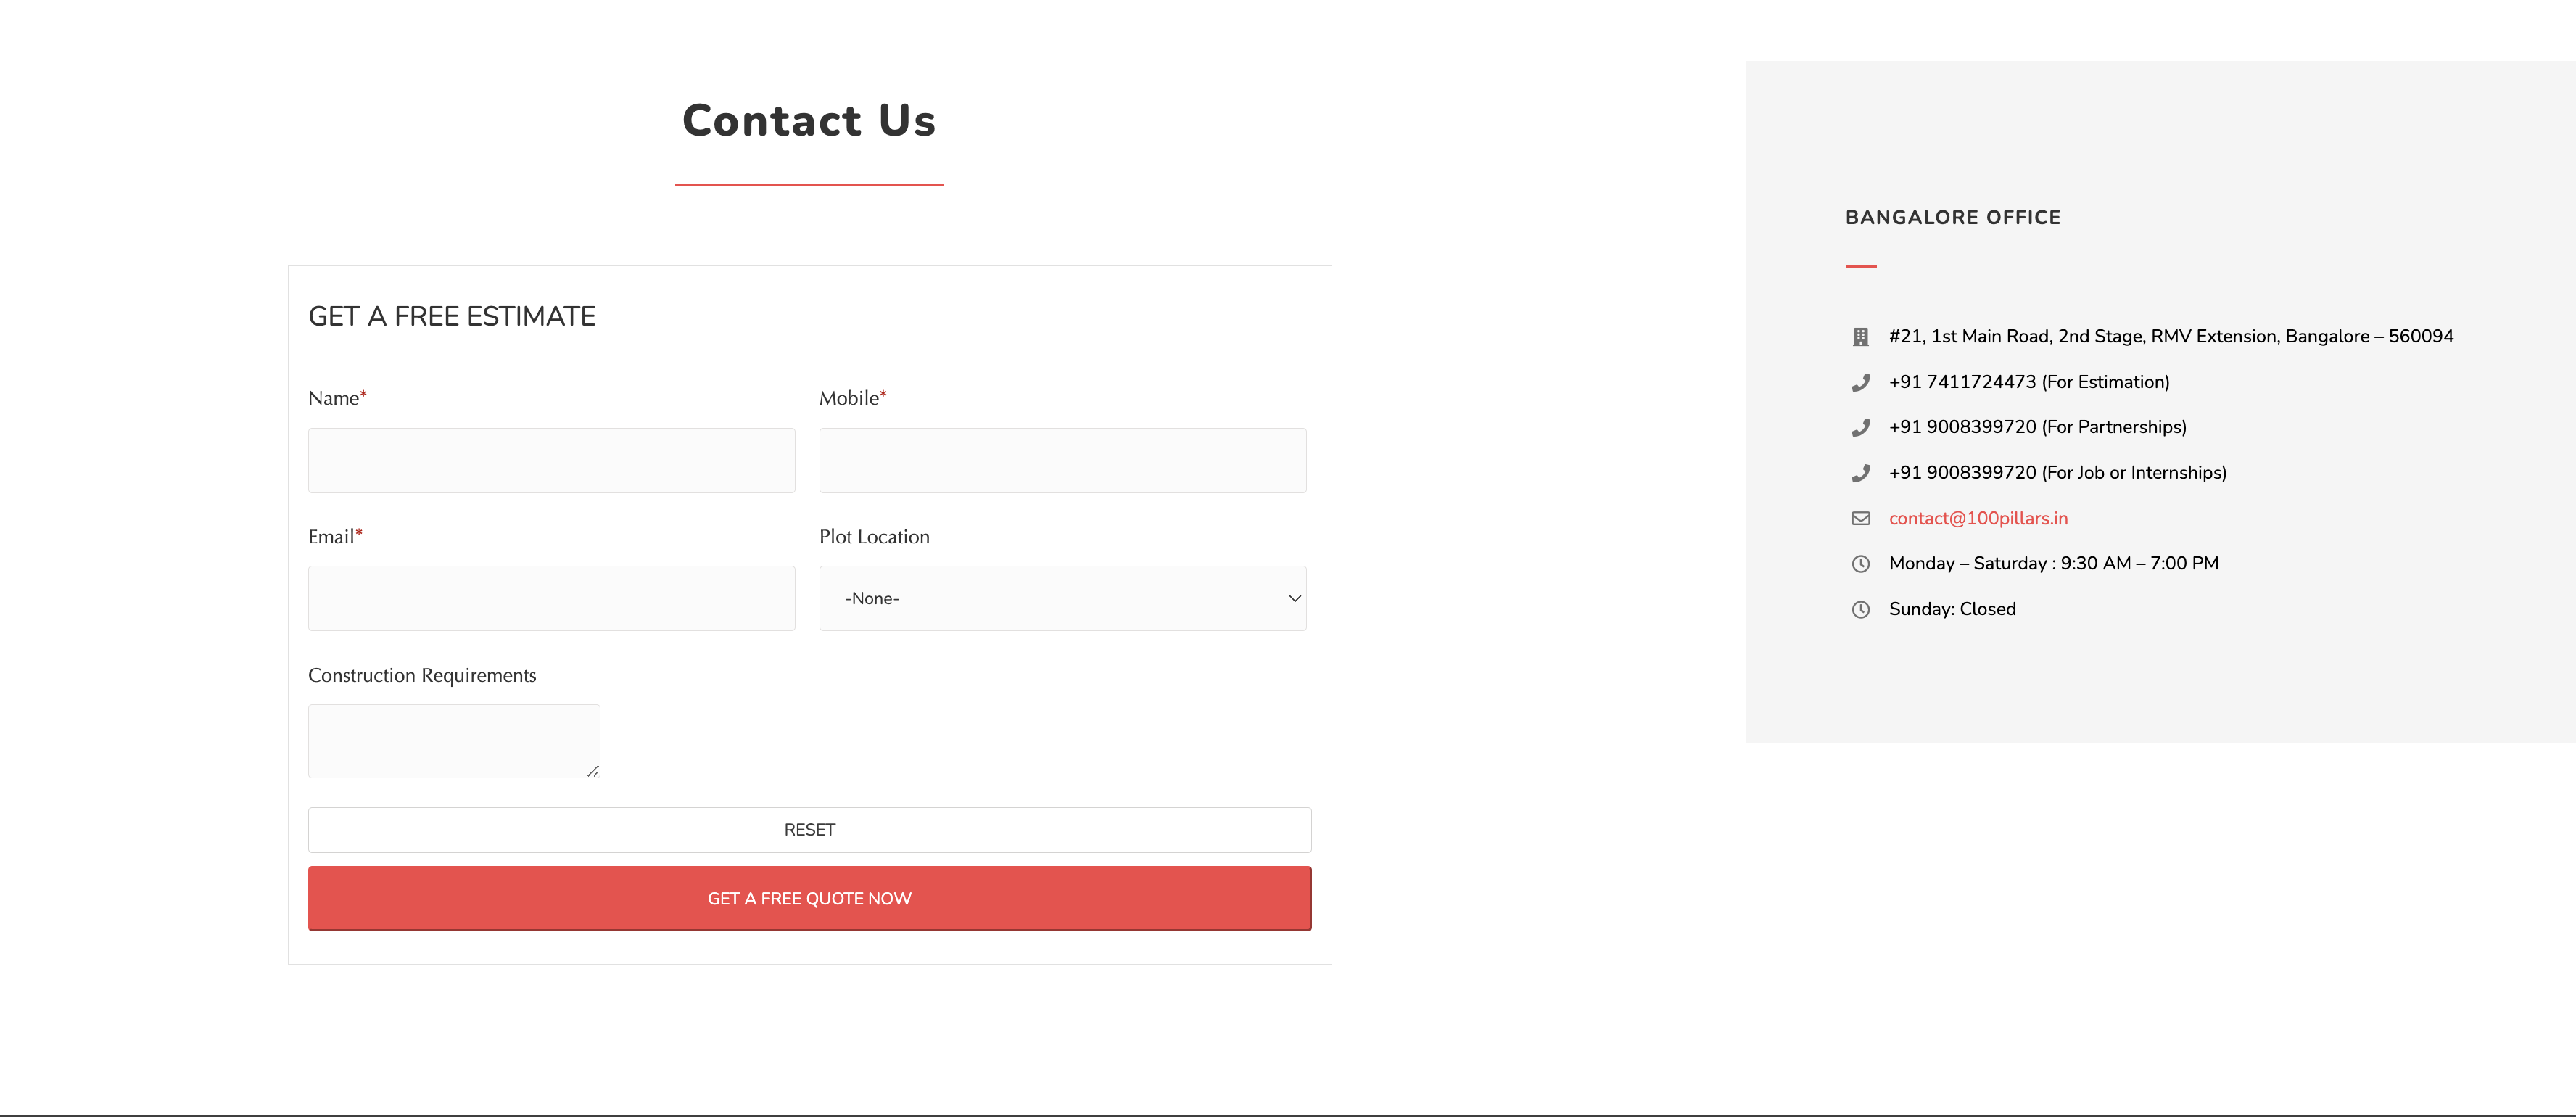 Contact Us
GET A FREE ESTIMATE
Name*
Mobile*
Email*
Plot Location
-None-
Construction Requirements
RESET
GET A FREE QUOTE NOW
BANGALORE OFFICE
#21, 1st Main Road, 2nd Stage, RMV Extension, Bangalore – 560094
+91 7411724473 (For Estimation)
+91 9008399720 (For Partnerships)
+91 9008399720 (For Job or Internships)
contact@100pillars.in
Monday – Saturday : 9:30 AM – 7:00 PM
Sunday: Closed